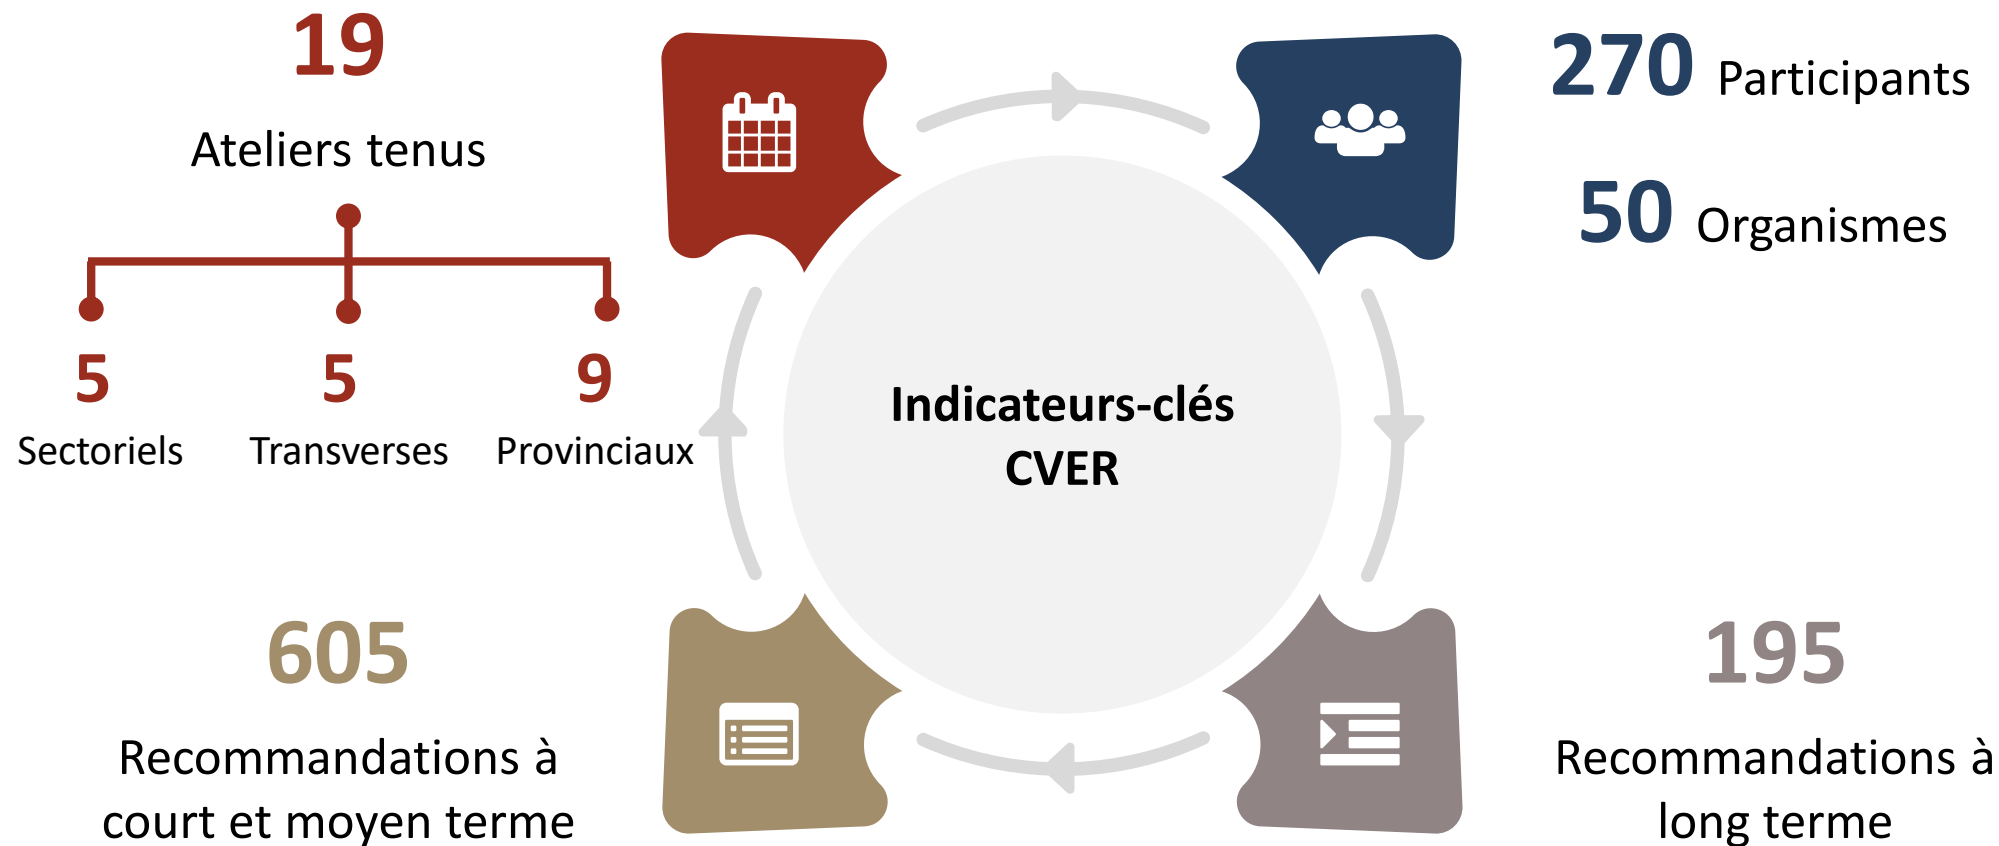 19
Ateliers tenus
5
Sectoriels
5
Transverses
9
Provinciaux
270 Participants
50 Organismes
Indicateurs-clés
CVER
605
Recommandations à
court et moyen terme
195
Recommandations à
long terme